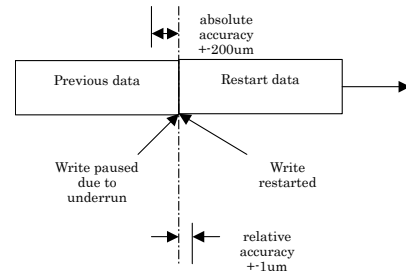 absolute
accuracy
+-200um
Previous data
Restart data
Write paused
due to
underrun
Write
restarted
relative
accuracy
+-1um